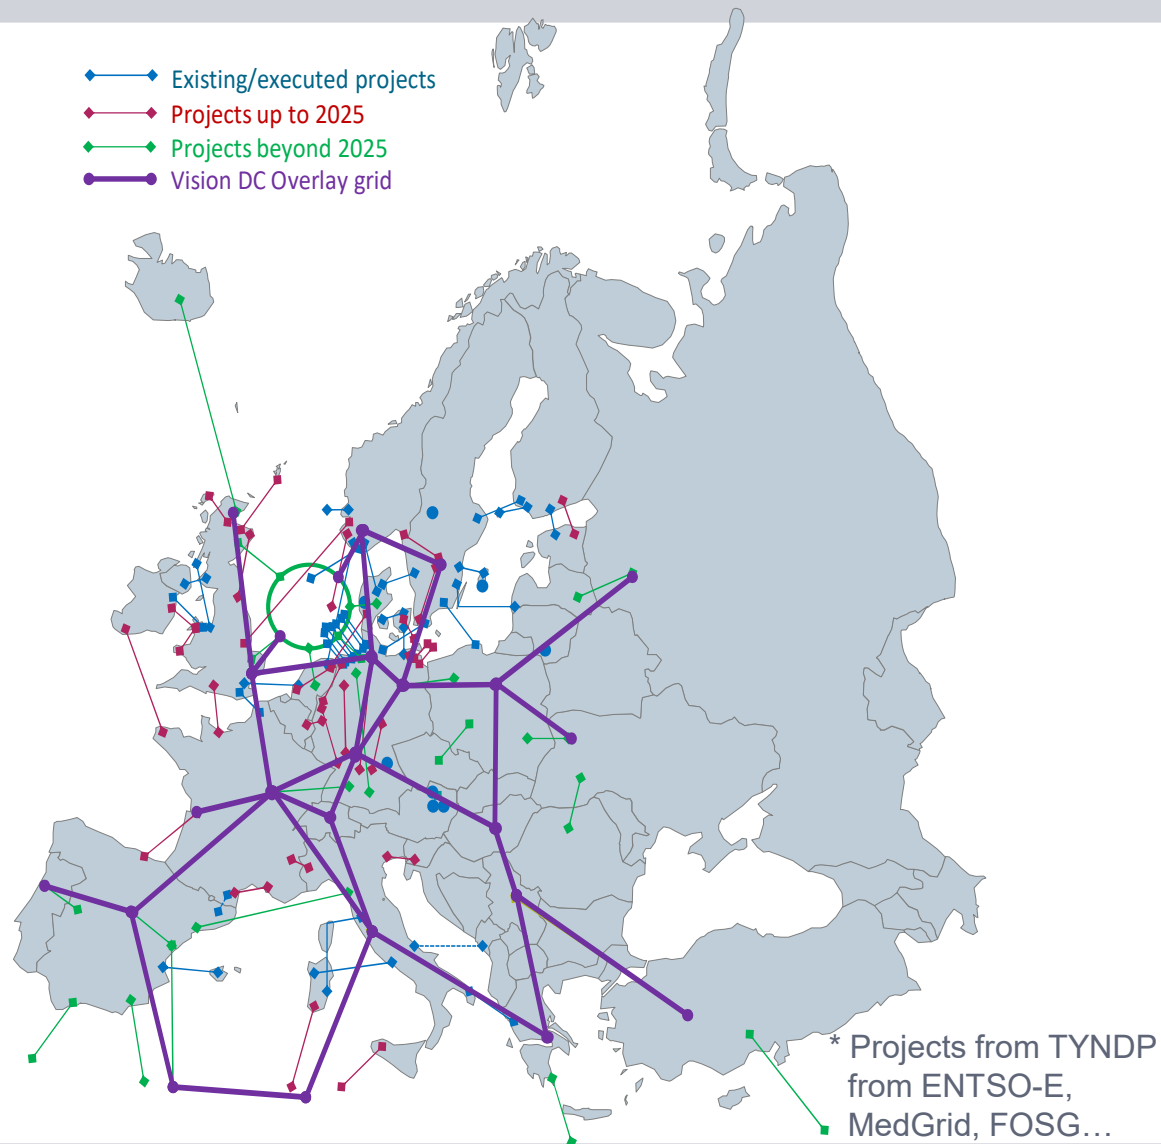 Existing/executed projects
Projects up to 2025
Projects beyond 2025
Vision DC Overlay grid
* Projects from TYNDP
from ENTSO-E,
MedGrid, FOSG…